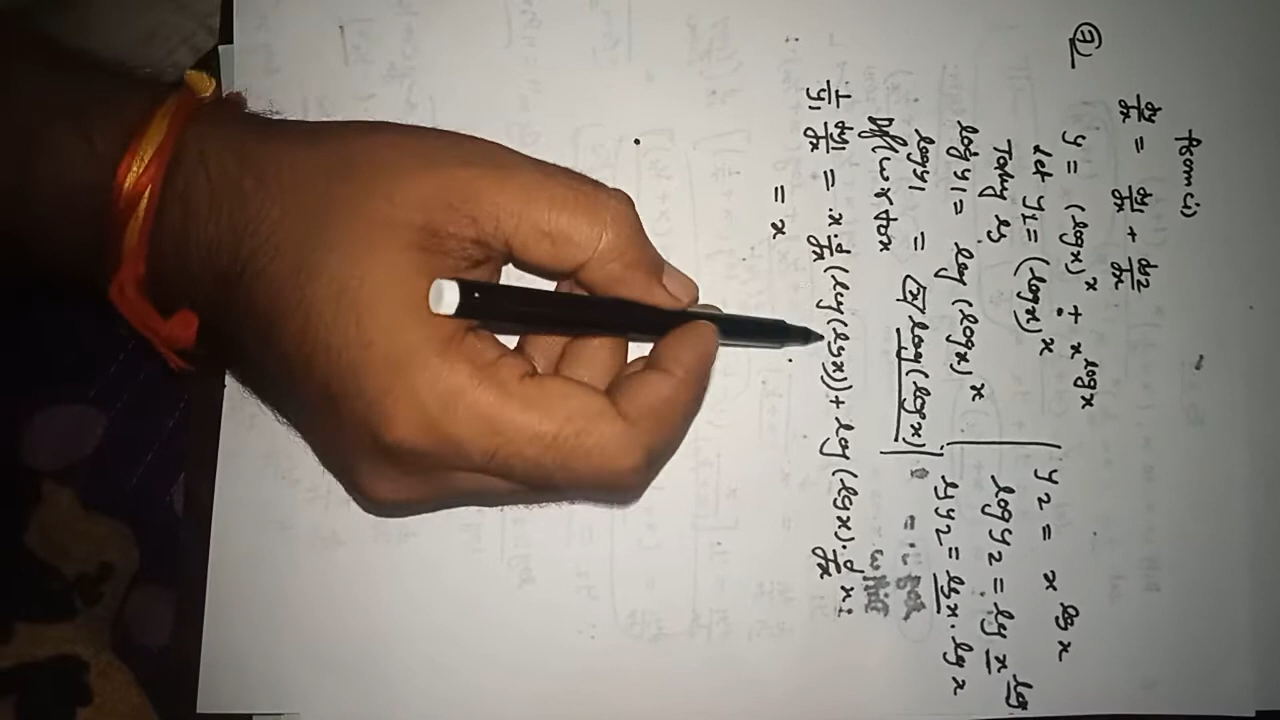 from (i)
dy/dx = dy1/dx + dy2/dx
Q y = (log x)^x + x^log x
let y1 = (log x)^x
Taking log
log y1 = log (log x)^x
log y1 = x log (log x)
Diff w r to x
1/y1 dy1/dx = x . d/dx (log (log x)) + log (log x) . d/dx x :
= x
y2 = x^log x
log y2 = log x^log
log y2 = log x . log x